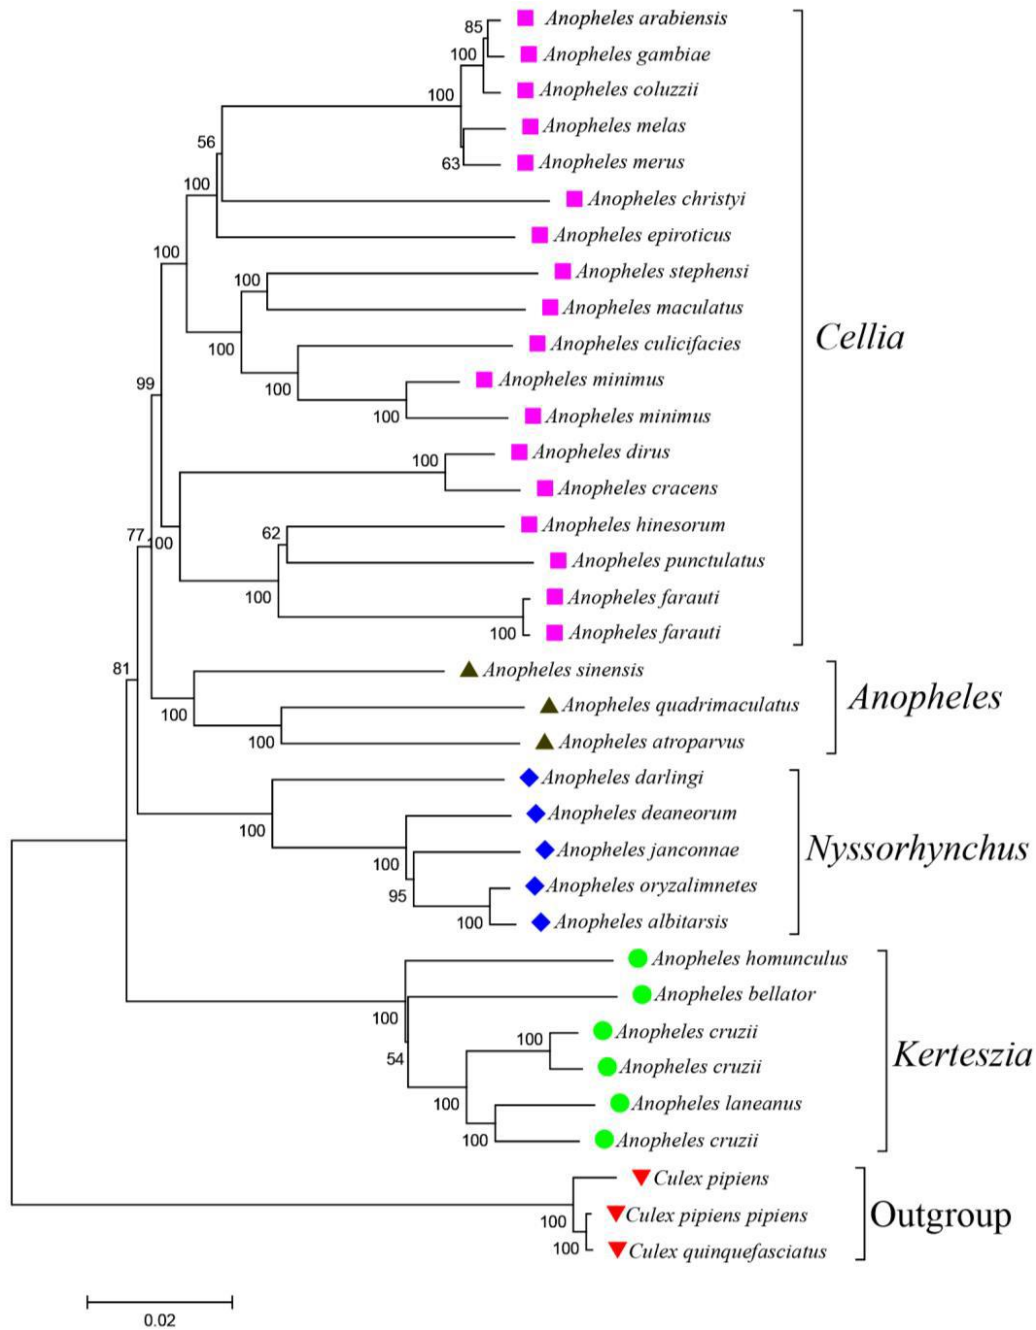 85
Anopheles arabiensis
100
Anopheles gambiae
100
Anopheles coluzzii
Anopheles melas
63
Anopheles merus
56
100
Anopheles christyi
Anopheles epiroticus
100
100
Anopheles stephensi
Anopheles maculatus
100
Anopheles culicifacies
100
Anopheles minimus
100
Anopheles minimus
99
100
Anopheles dirus
Anopheles cracens
77
00
62
Anopheles hinesorum
Anopheles punctulatus
100
Anopheles farauti
100
Anopheles farauti
Cellia
81
Anopheles sinensis
100
Anopheles quadrimaculatus
100
Anopheles atroparvus
Anopheles
Anopheles darlingi
100
Anopheles deaneorum
100
Anopheles janconnae
95
Anopheles oryzalimnetes
100
Anopheles albitarsis
Nyssorhynchus
Anopheles homunculus
100
Anopheles bellator
54
100
Anopheles cruzii
Anopheles cruzii
100
Anopheles laneanus
100
Anopheles cruzii
Kerteszia
Culex pipiens
100
Culex pipiens pipiens
100
Culex quinquefasciatus
Outgroup
0.02